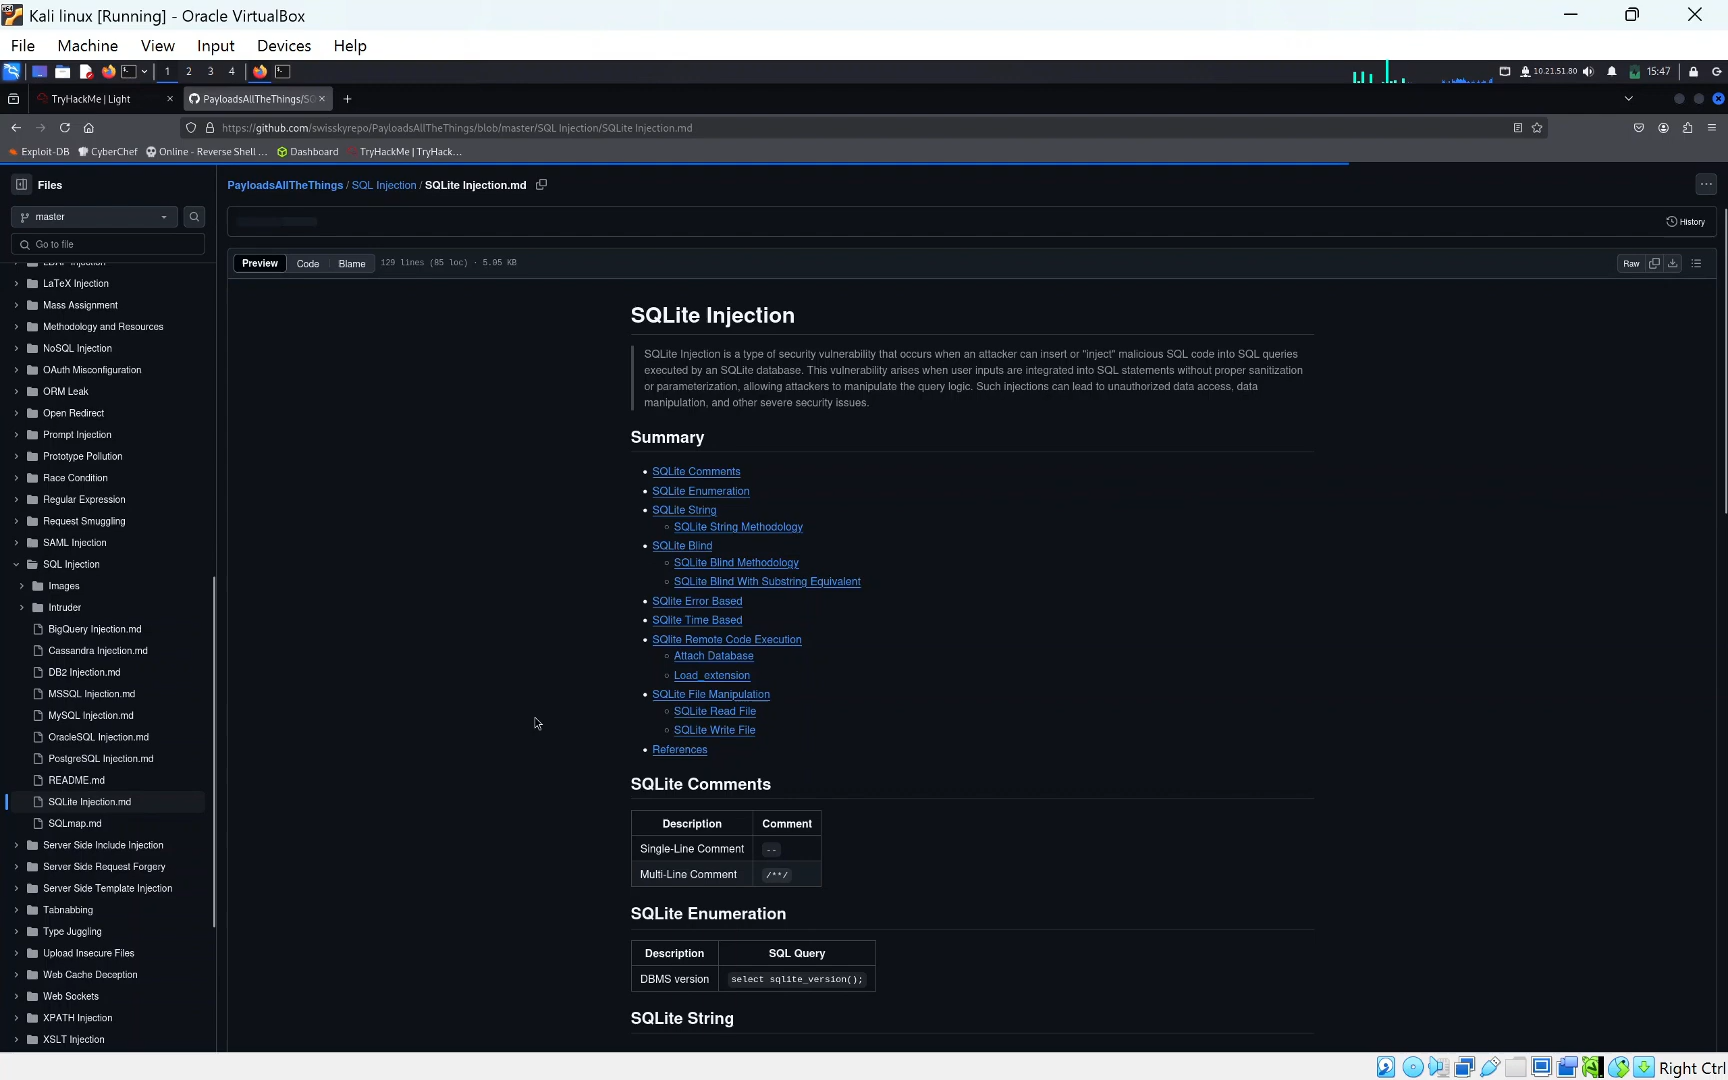 Kali linux [Running] - Oracle VirtualBox
File Machine View Input Devices Help
1 2 3 4
10.21.51.80 15:47
TryHackMe | Light
PayloadsAllTheThings/SQ
https://github.com/swisskyrepo/PayloadsAllTheThings/blob/master/SQL Injection/SQLite Injection.md
Exploit-DB CyberChef Online - Reverse Shell ... Dashboard TryHackMe | TryHack...
Files
PayloadsAllTheThings / SQL Injection / SQLite Injection.md
master
History
Go to file
Preview Code Blame 129 lines (85 loc) · 5.05 KB
Raw
LaTeX Injection
Mass Assignment
Methodology and Resources
NoSQL Injection
OAuth Misconfiguration
ORM Leak
Open Redirect
Prompt Injection
Prototype Pollution
Race Condition
Regular Expression
Request Smuggling
SAML Injection
SQL Injection
Images
Intruder
BigQuery Injection.md
Cassandra Injection.md
DB2 Injection.md
MSSQL Injection.md
MySQL Injection.md
OracleSQL Injection.md
PostgreSQL Injection.md
README.md
SQLite Injection.md
SQLmap.md
Server Side Include Injection
Server Side Request Forgery
Server Side Template Injection
Tabnabbing
Type Juggling
Upload Insecure Files
Web Cache Deception
Web Sockets
XPATH Injection
XSLT Injection
SQLite Injection
SQLite Injection is a type of security vulnerability that occurs when an attacker can insert or "inject" malicious SQL code into SQL queries
executed by an SQLite database. This vulnerability arises when user inputs are integrated into SQL statements without proper sanitization
or parameterization, allowing attackers to manipulate the query logic. Such injections can lead to unauthorized data access, data
manipulation, and other severe security issues.
Summary
SQLite Comments
SQLite Enumeration
SQLite String
SQLite String Methodology
SQLite Blind
SQLite Blind Methodology
SQLite Blind With Substring Equivalent
SQlite Error Based
SQlite Time Based
SQlite Remote Code Execution
Attach Database
Load_extension
SQLite File Manipulation
SQLite Read File
SQLite Write File
References
SQLite Comments
Description Comment
Single-Line Comment --
Multi-Line Comment /**/
SQLite Enumeration
Description SQL Query
DBMS version select sqlite_version();
SQLite String
Right Ctrl